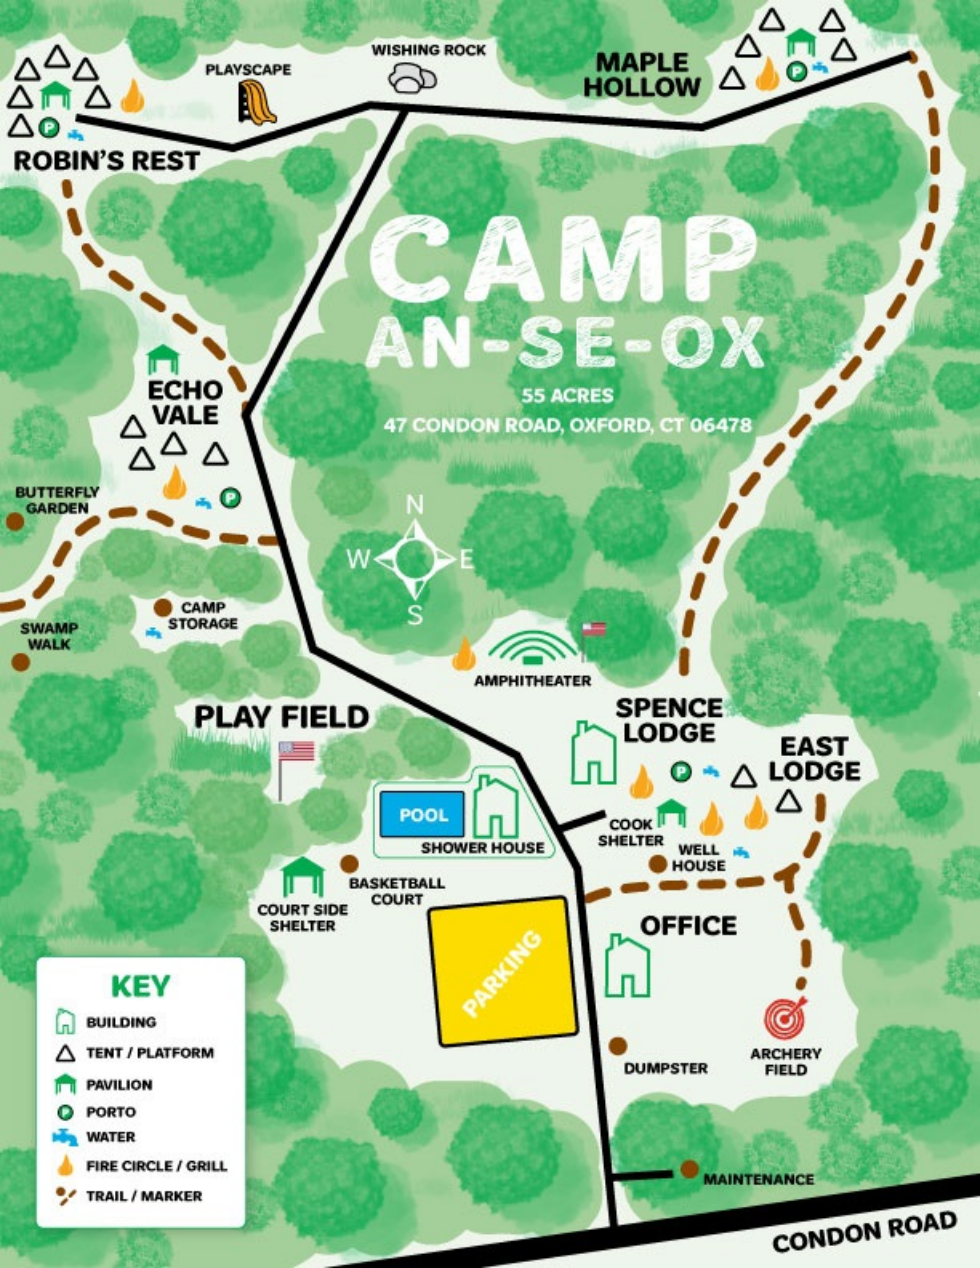 WISHING ROCK
MAPLE
HOLLOW
PLAYSCAPE
P
P
ROBIN'S REST
CAMP
AN-SE-OX
55 ACRES
47 CONDON ROAD, OXFORD, CT 06478
ECHO
VALE
P
BUTTERFLY
GARDEN
N
W E
S
CAMP
STORAGE
SWAMP
WALK
AMPHITHEATER
PLAY FIELD
SPENCE
LODGE
EAST
LODGE
P
POOL
SHOWER HOUSE
COOK
SHELTER
WELL
HOUSE
BASKETBALL
COURT
COURT SIDE
SHELTER
OFFICE
PARKING
KEY
BUILDING
TENT / PLATFORM
PAVILION
P PORTO
WATER
FIRE CIRCLE / GRILL
TRAIL / MARKER
ARCHERY
FIELD
DUMPSTER
MAINTENANCE
CONDON ROAD